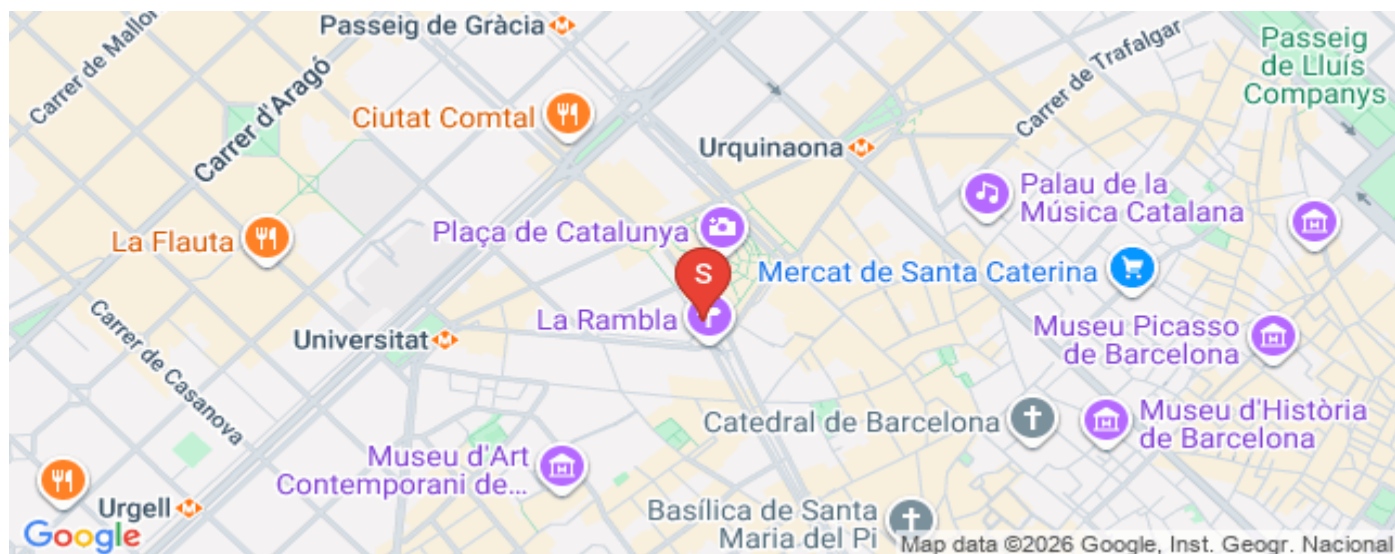 Passeig de Gràcia
Carrer de Mallor
Carrer d'Aragó
Ciutat Comtal
Carrer de Trafalgar
Passeig
de Lluís
Companys
Urquinaona
Palau de la
Música Catalana
La Flauta
Plaça de Catalunya
S
Mercat de Santa Caterina
La Rambla
Universitat
Carrer de Casanova
Museu Picasso
de Barcelona
Catedral de Barcelona
Museu d'Història
de Barcelona
Museu d'Art
Contemporani de...
Urgell
Basílica de Santa
Maria del Pi
Google
Map data ©2026 Google, Inst. Geogr. Nacional